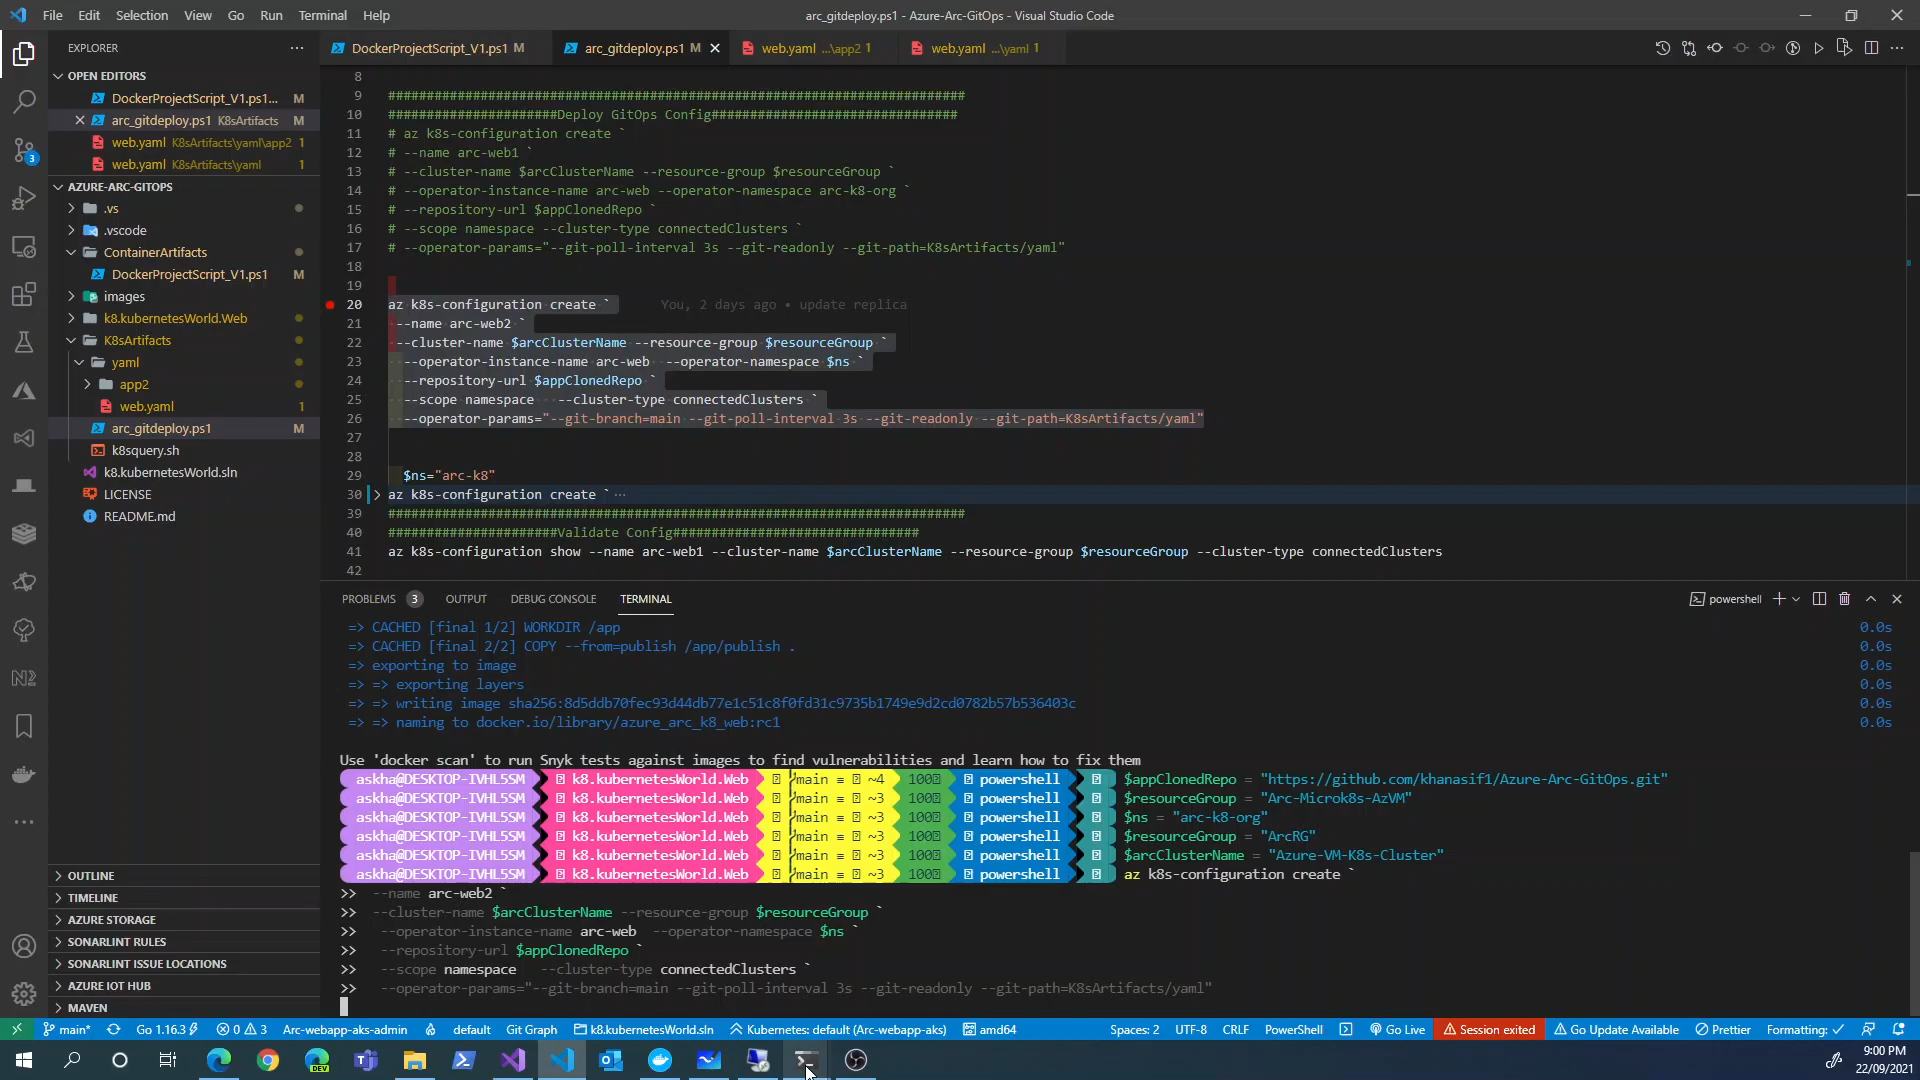 File Edit Selection View Go Run Terminal Help
arc_gitdeploy.ps1 - Azure-Arc-GitOps - Visual Studio Code
EXPLORER
OPEN EDITORS
DockerProjectScript_V1.ps1... M
arc_gitdeploy.ps1 K8sArtifacts M
web.yaml K8sArtifacts\yaml\app2 1
web.yaml K8sArtifacts\yaml 1
AZURE-ARC-GITOPS
.vs
.vscode
ContainerArtifacts
DockerProjectScript_V1.ps1 M
images
k8.kubernetesWorld.Web
K8sArtifacts
yaml
app2
web.yaml 1
arc_gitdeploy.ps1 M
k8squery.sh
k8.kubernetesWorld.sln
LICENSE
README.md
OUTLINE
TIMELINE
AZURE STORAGE
SONARLINT RULES
SONARLINT ISSUE LOCATIONS
AZURE IOT HUB
MAVEN
3
DockerProjectScript_V1.ps1 M
arc_gitdeploy.ps1 M
web.yaml ...\app2 1
web.yaml ...\yaml 1
8
9 ###########################################################################
10 ######################Deploy GitOps Config################################
11 # az k8s-configuration create `
12 # --name arc-web1 `
13 # --cluster-name $arcClusterName --resource-group $resourceGroup `
14 # --operator-instance-name arc-web --operator-namespace arc-k8-org `
15 # --repository-url $appClonedRepo `
16 # --scope namespace --cluster-type connectedClusters `
17 # --operator-params="--git-poll-interval 3s --git-readonly --git-path=K8sArtifacts/yaml"
18
19
20 az k8s-configuration create ` You, 2 days ago • update replica
21 --name arc-web2 `
22 --cluster-name $arcClusterName --resource-group $resourceGroup `
23 --operator-instance-name arc-web --operator-namespace $ns `
24 --repository-url $appClonedRepo `
25 --scope namespace --cluster-type connectedClusters `
26 --operator-params="--git-branch=main --git-poll-interval 3s --git-readonly --git-path=K8sArtifacts/yaml"
27
28
29 $ns="arc-k8"
30 az k8s-configuration create ` ...
39 ###########################################################################
40 ######################Validate Config################################
41 az k8s-configuration show --name arc-web1 --cluster-name $arcClusterName --resource-group $resourceGroup --cluster-type connectedClusters
42
PROBLEMS 3 OUTPUT DEBUG CONSOLE TERMINAL
powershell
=> CACHED [final 1/2] WORKDIR /app 0.0s
=> CACHED [final 2/2] COPY --from=publish /app/publish . 0.0s
=> exporting to image 0.0s
=> => exporting layers 0.0s
=> => writing image sha256:8d5ddb70fec93d44db77e1c51c8f0fd31c9735b1749e9d2cd0782b57b536403c 0.0s
=> => naming to docker.io/library/azure_arc_k8_web:rc1 0.0s
Use 'docker scan' to run Snyk tests against images to find vulnerabilities and learn how to fix them
askha@DESKTOP-IVHL5SM k8.kubernetesWorld.Web main ≡ ~4 100 powershell $appClonedRepo = "https://github.com/khanasif1/Azure-Arc-GitOps.git"
askha@DESKTOP-IVHL5SM k8.kubernetesWorld.Web main ≡ ~3 100 powershell $resourceGroup = "Arc-Microk8s-AzVM"
askha@DESKTOP-IVHL5SM k8.kubernetesWorld.Web main ≡ ~3 100 powershell $ns = "arc-k8-org"
askha@DESKTOP-IVHL5SM k8.kubernetesWorld.Web main ≡ ~3 100 powershell $resourceGroup = "ArcRG"
askha@DESKTOP-IVHL5SM k8.kubernetesWorld.Web main ≡ ~3 100 powershell $arcClusterName = "Azure-VM-K8s-Cluster"
askha@DESKTOP-IVHL5SM k8.kubernetesWorld.Web main ≡ ~3 100 powershell az k8s-configuration create `
>> --name arc-web2 `
>> --cluster-name $arcClusterName --resource-group $resourceGroup `
>> --operator-instance-name arc-web --operator-namespace $ns `
>> --repository-url $appClonedRepo `
>> --scope namespace --cluster-type connectedClusters `
>> --operator-params="--git-branch=main --git-poll-interval 3s --git-readonly --git-path=K8sArtifacts/yaml"
main* Go 1.16.3 0 3 Arc-webapp-aks-admin default Git Graph k8.kubernetesWorld.sln Kubernetes: default (Arc-webapp-aks) amd64 Spaces: 2 UTF-8 CRLF PowerShell Go Live Session exited Go Update Available Prettier Formatting: ✓
DEV
9:00 PM
22/09/2021